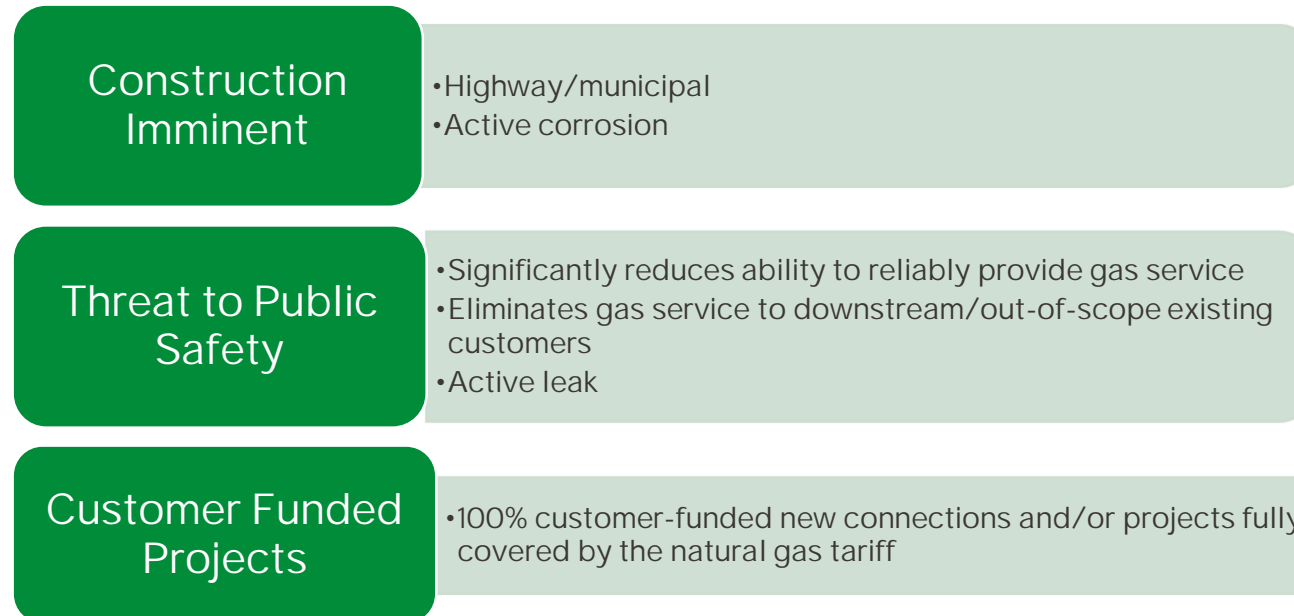 Construction
Imminent
•Highway/municipal
•Active corrosion
Threat to Public
Safety
•Significantly reduces ability to reliably provide gas service
•Eliminates gas service to downstream/out-of-scope existing
customers
•Active leak
Customer Funded
Projects
•100% customer-funded new connections and/or projects fully
covered by the natural gas tariff